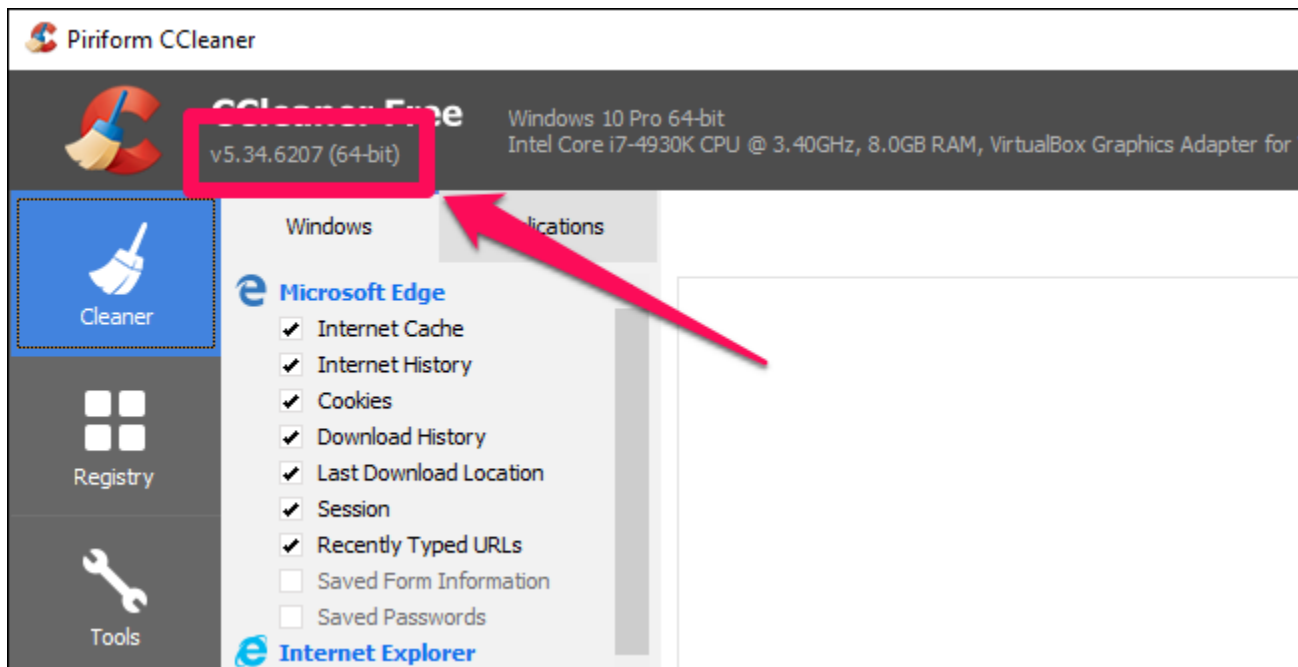 Piriform CCleaner
CCleaner Free
v5.34.6207 (64-bit)
Windows 10 Pro 64-bit
Intel Core i7-4930K CPU @ 3.40GHz, 8.0GB RAM, VirtualBox Graphics Adapter for
Cleaner
Registry
Tools
Windows
Microsoft Edge
Internet Cache
Internet History
Cookies
Download History
Last Download Location
Session
Recently Typed URLs
Saved Form Information
Saved Passwords
Internet Explorer